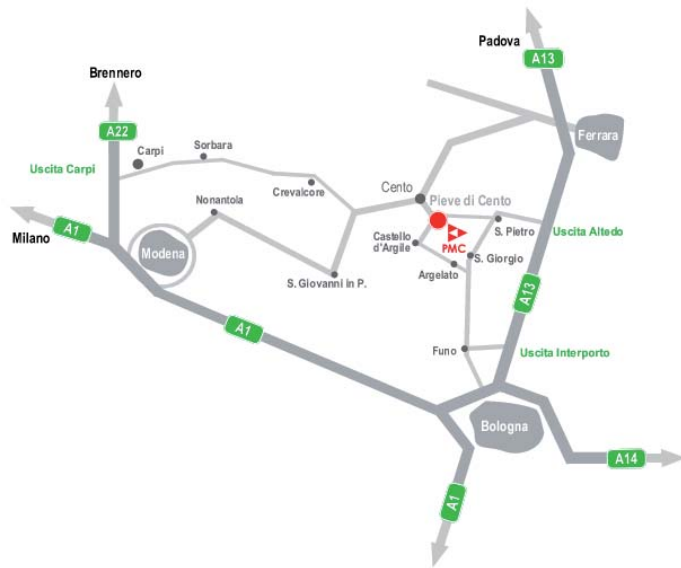 Padova
A13
Brennero
A22
Ferrara
Carpi
Sorbara
Uscita Carpi
Crevalcore
Cento
Nonantola
Pieve di Cento
A1
Milano
Modena
S. Pietro
Uscita Altedo
Castello
d'Argile
PMC
S. Giorgio
Argelato
S. Giovanni in P.
A13
A1
Funo
Uscita Interporto
Bologna
A14
A1